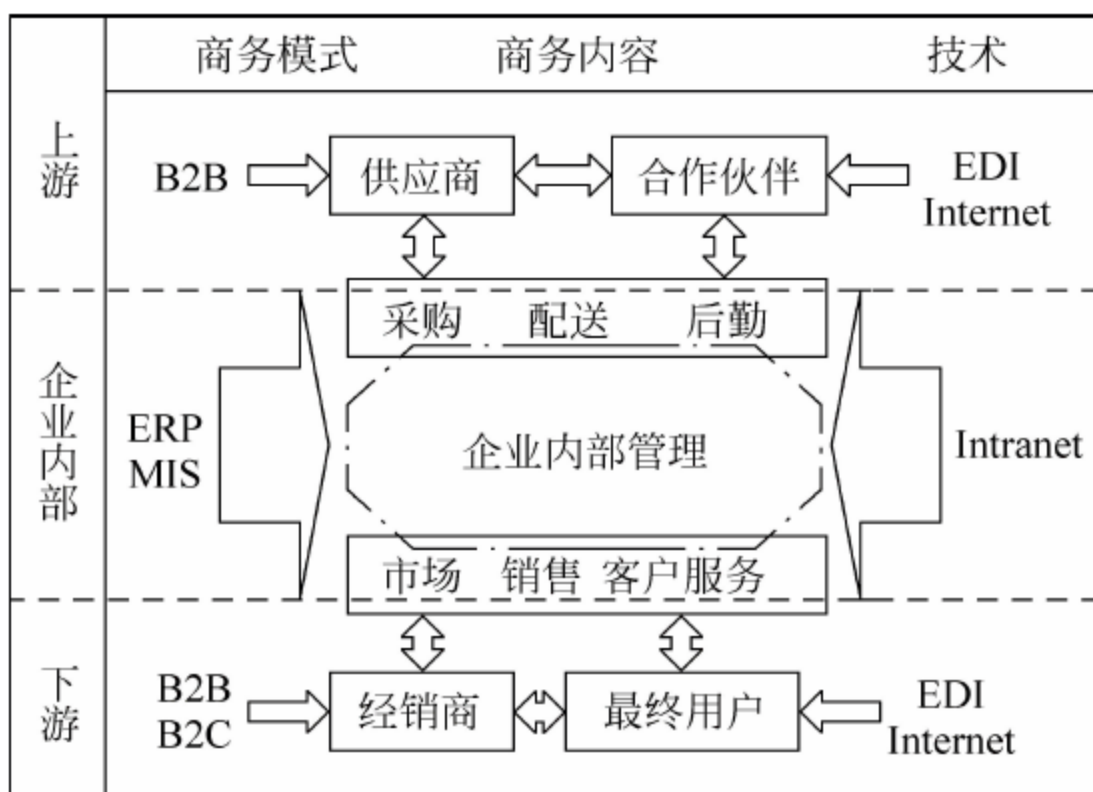 商务模式 商务内容 技术
上游
B2B
供应商
合作伙伴
EDI
Internet
采购 配送 后勤
企业内部
ERP
MIS
企业内部管理
Intranet
市场 销售 客户服务
下游
B2B
B2C
经销商
最终用户
EDI
Internet